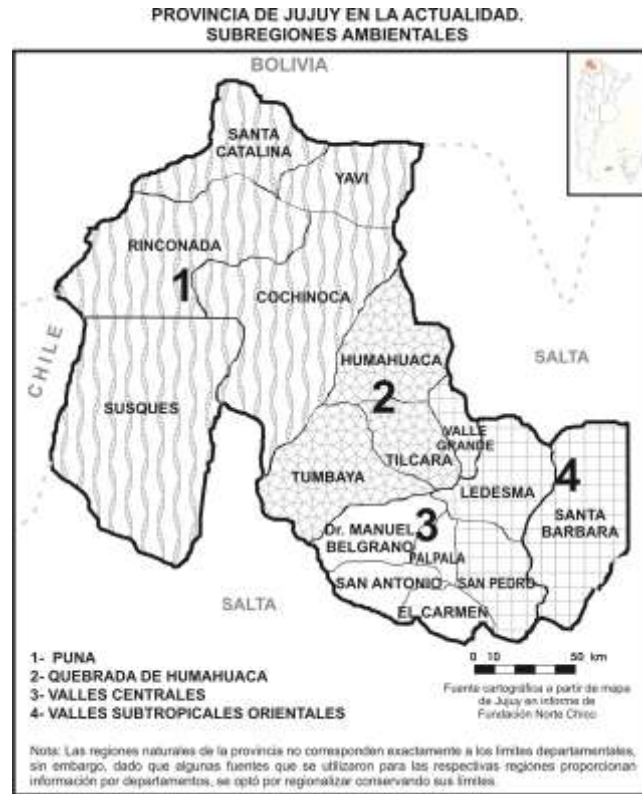 PROVINCIA DE JUJUY EN LA ACTUALIDAD.
SUBREGIONES AMBIENTALES
BOLIVIA
SANTA
CATALINA
YAVI
RINCONADA
1
COCHINOCA
CHILE
HUMAHUACA
SALTA
SUSQUES
2
VALLE
GRANDE
TILCARA
TUMBAYA
LEDESMA
4
SANTA
BARBARA
Dr. MANUEL
BELGRANO
3
PALPALA
SAN ANTONIO
SAN PEDRO
EL CARMEN
SALTA
1- PUNA
2- QUEBRADA DE HUMAHUACA
3- VALLES CENTRALES
4- VALLES SUBTROPICALES ORIENTALES
0 10 50 km
Fuente cartográfica a partir de mapa
de Jujuy en informe de
Fundación Norte Chico
Nota: Las regiones naturales de la provincia no corresponden exactamente a los límites departamentales,
sin embargo, dado que algunas fuentes que se utilizaron para las respectivas regiones proporcionan
información por departamentos, se optó por regionalizar conservando sus límites.